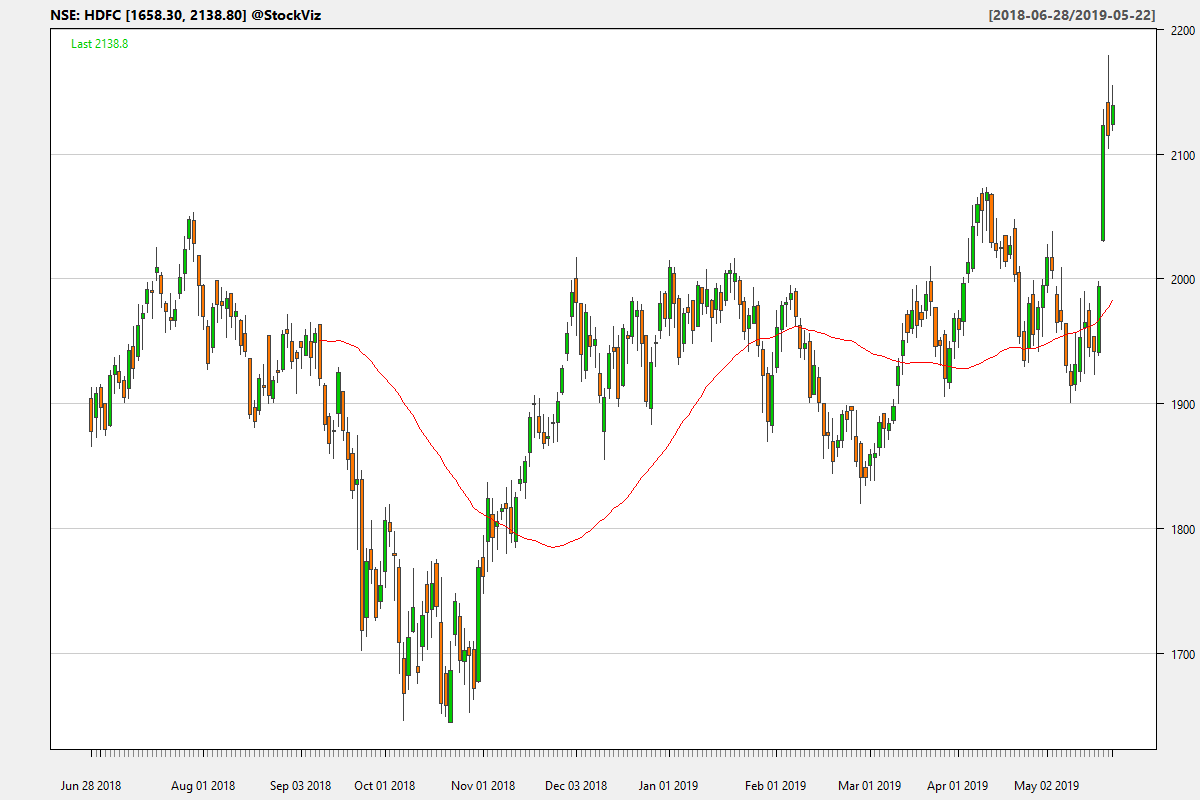 NSE: HDFC [1658.30, 2138.80] @StockViz [2018-06-28/2019-05-22]
Last 2138.8
2200
2100
2000
1900
1800
1700
Jun 28 2018 Aug 01 2018 Sep 03 2018 Oct 01 2018 Nov 01 2018 Dec 03 2018 Jan 01 2019 Feb 01 2019 Mar 01 2019 Apr 01 2019 May 02 2019